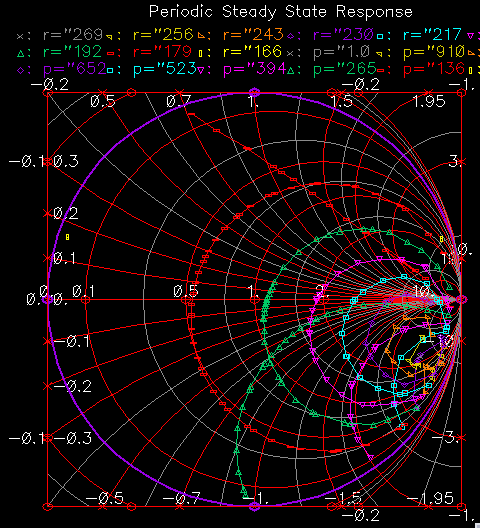 Periodic Steady State Response
r="269 : r="256 : r="243 : r="230 : r="217
: r="192 : r="179 : r="166 : p="1.0 : p="910
: p="652 : p="523 : p="394 : p="265 : p="136
-0.2 -0.2 -1.
0.5 0.7 1. 1.5 1.95
-0.1 0.3 3.
0.2
0.1
0.0 0. 0.1 0.5 1. 10.
-0.1
-0.2
-0.1 -0.3 -3.
-0.5 -0.7 -1. -1.5 -1.95
-0.2 -1.